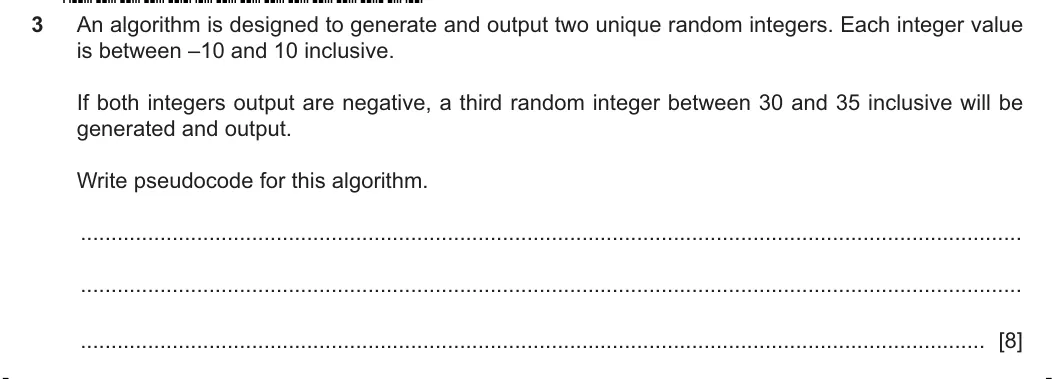 3 An algorithm is designed to generate and output two unique random integers. Each integer value
is between –10 and 10 inclusive.
If both integers output are negative, a third random integer between 30 and 35 inclusive will be
generated and output.
Write pseudocode for this algorithm.
..........................................................................................................................................................
..........................................................................................................................................................
.................................................................................................................................................... [8]